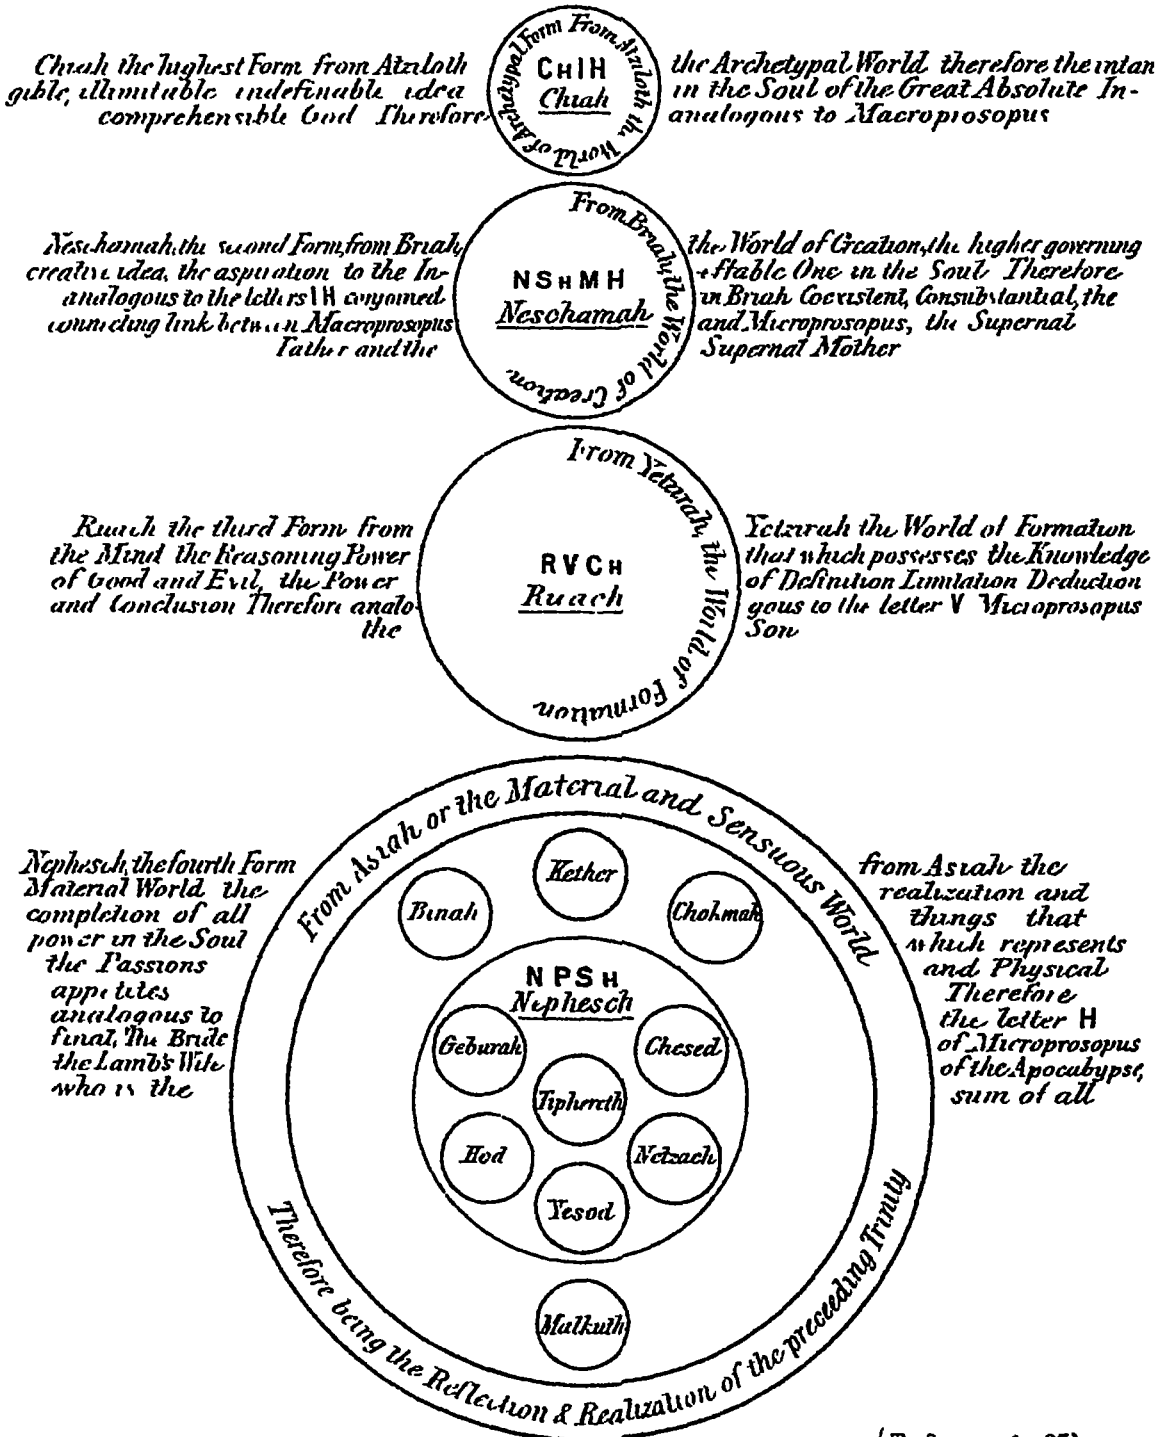 Chiah the highest Form from Atziloth the Archetypal World therefore the intan
gible, illimitable indefinable idea in the Soul of the Great Absolute In-
comprehensible God Therefore analogous to Macroprosopus
From Atziloth the World of Archetypal Form
CHIH
Chiah
Neschamah, the second Form, from Briah, the World of Creation, the higher governing
creative idea, the aspiration to the In- effable One in the Soul Therefore
analogous to the letters IH conjoined in Briah Coexistent, Consubstantial, the
connecting link between Macroprosopus and Microprosopus, the Supernal
Father and the Supernal Mother
From Briah, the World of Creation
NSHMH
Neschamah
Ruach the third Form from Yetzirah the World of Formation
the Mind the Reasoning Power that which possesses the Knowledge
of Good and Evil, the Power of Definition Limitation Deduction
and Conclusion Therefore analo- gous to the letter V Microprosopus
the Son
From Yetzirah, the World of Formation
RVCH
Ruach
Nephesch, the fourth Form from Asiah the
Material World the realization and
completion of all things that
power in the Soul which represents
the Passions and Physical
appetites Therefore
analogous to the letter H
final, The Bride of Microprosopus
the Lamb's Wife of the Apocabypse,
who is the sum of all
From Asiah or the Material and Sensuous World
Kether
Binah
Chohmah
NPSH
Nephesch
Geburah
Chesed
Tiphereth
Hod
Netzach
Yesod
Malkuth
Therefore being the Reflection & Realization of the preceeding Trinity